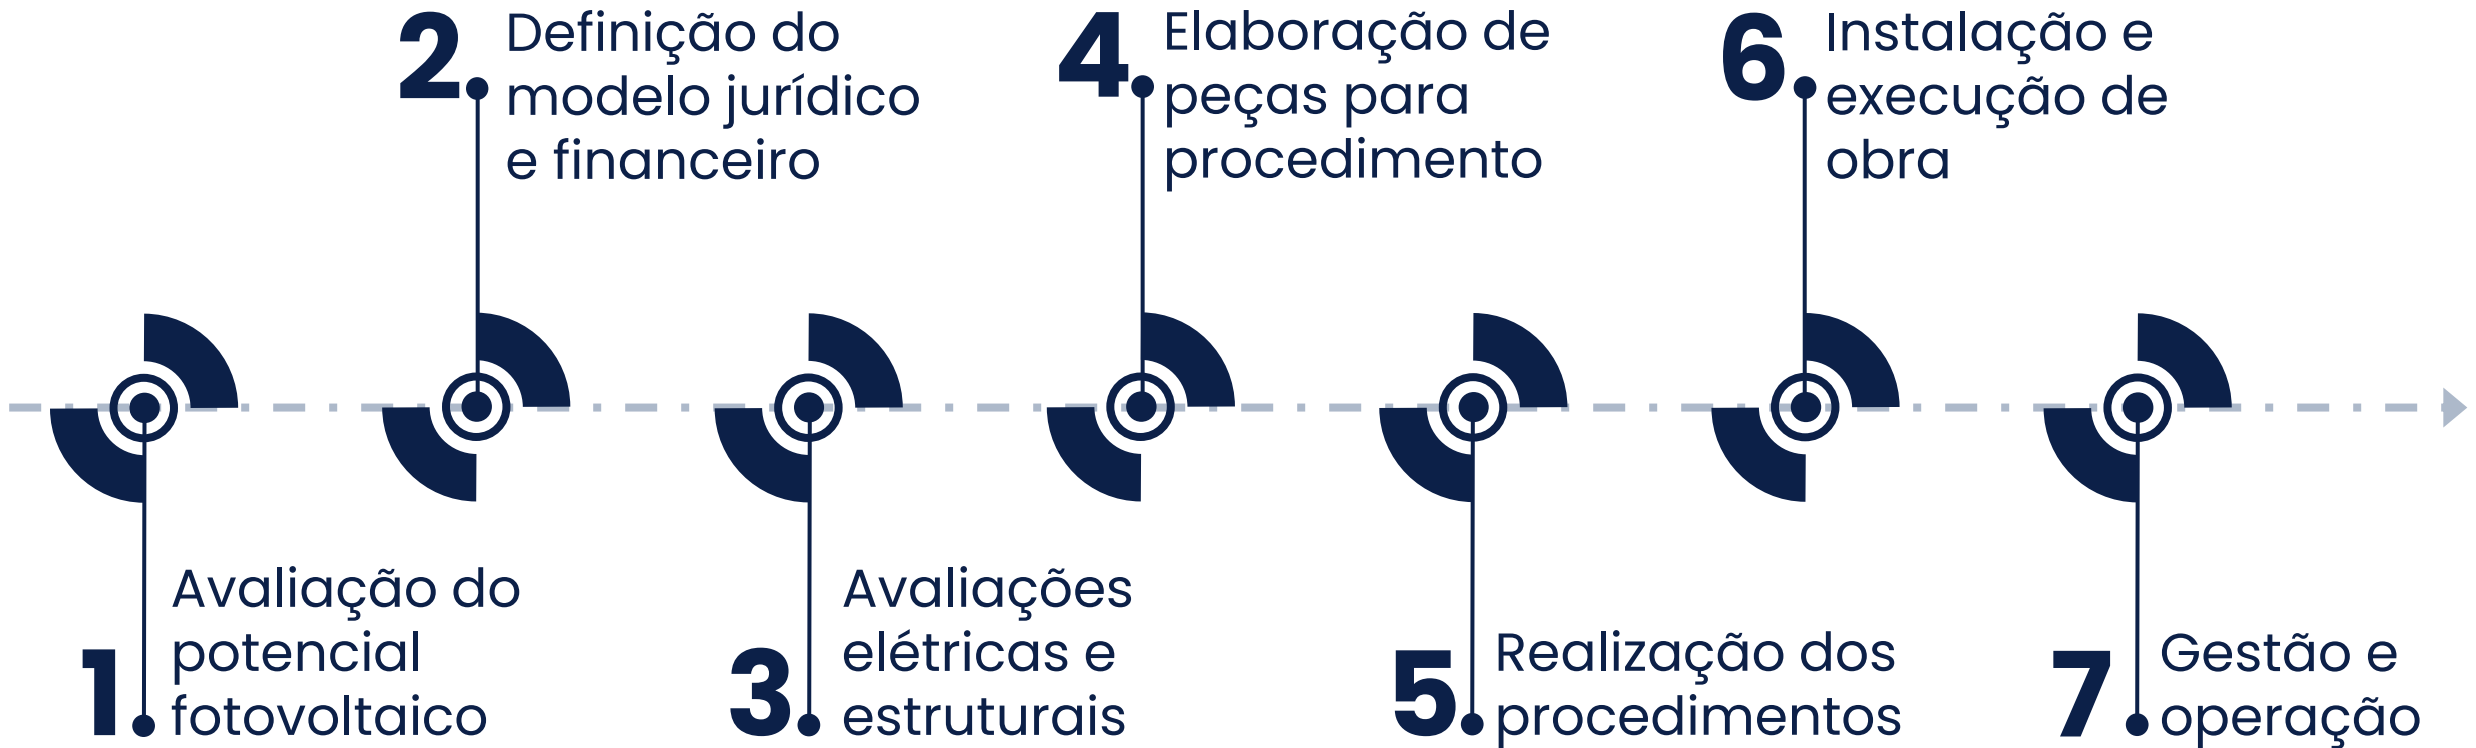 1
Avaliação do
potencial
fotovoltaico
2
Definição do
modelo jurídico
e financeiro
3
Avaliações
elétricas e
estruturais
4
Elaboração de
peças para
procedimento
5
Realização dos
procedimentos
6
Instalação e
execução de
obra
7
Gestão e
operação